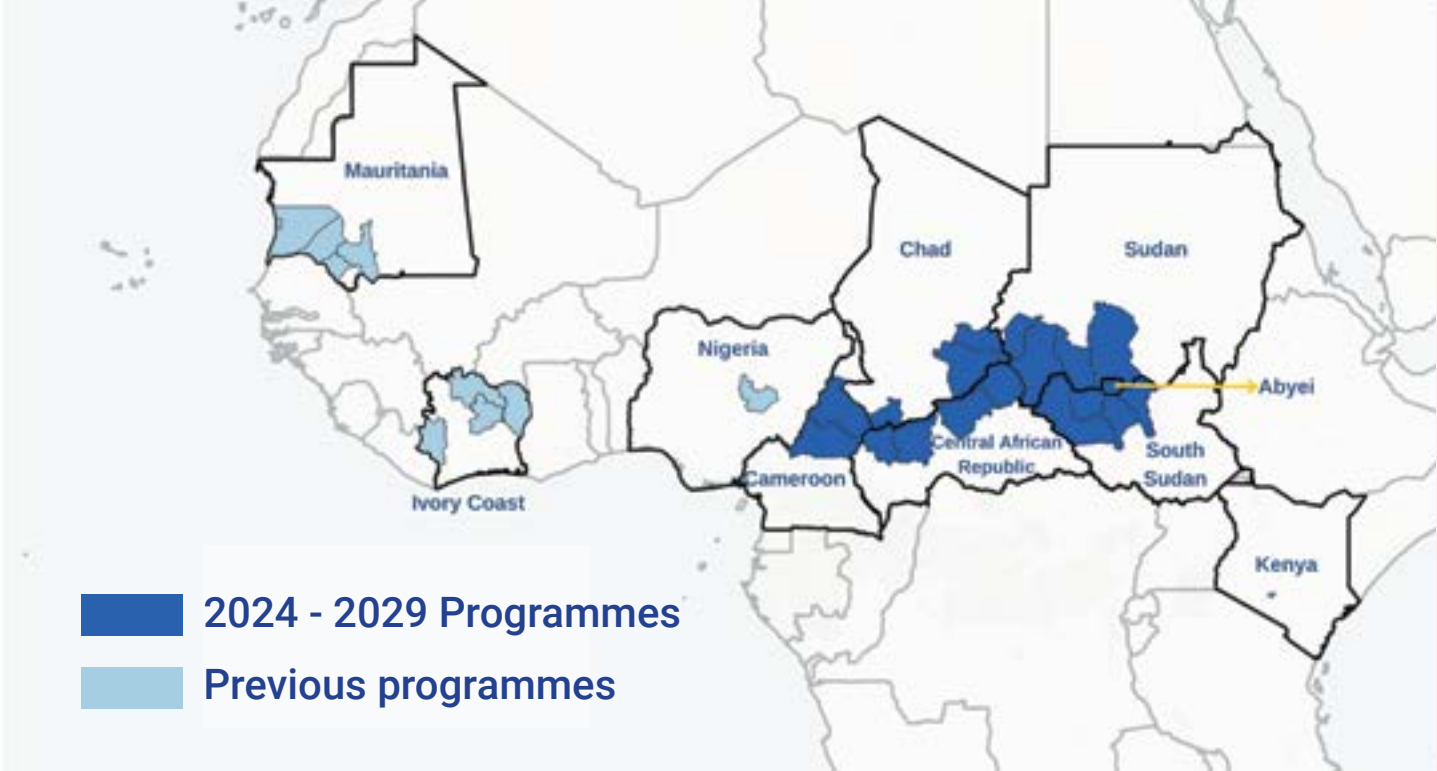 Mauritania
Chad
Sudan
Nigeria
Abyei
Central African
Republic
South
Sudan
Cameroon
Ivory Coast
Kenya
2024 - 2029 Programmes
Previous programmes